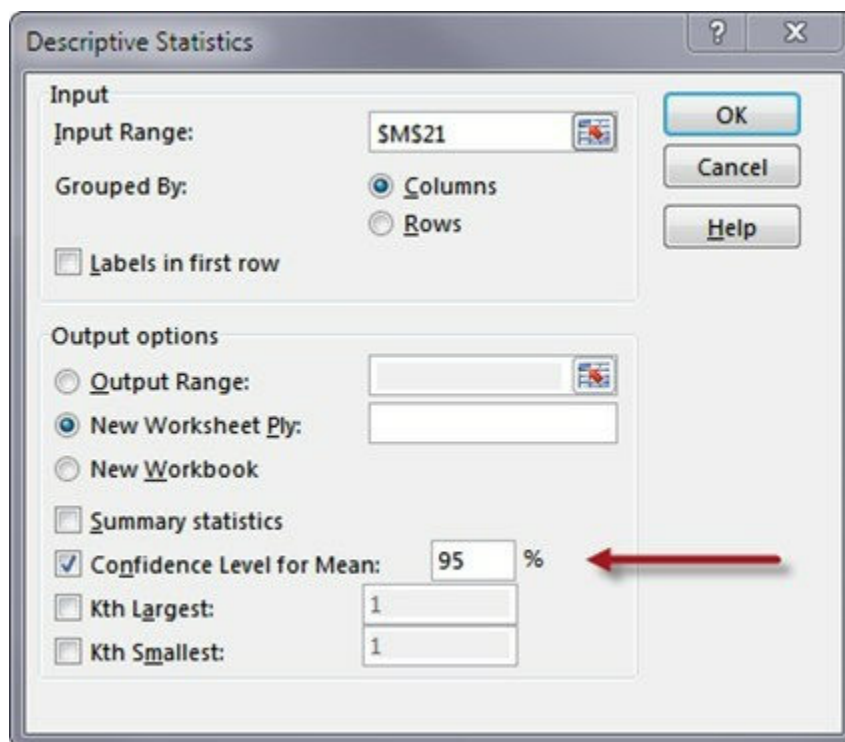 Descriptive Statistics
Input
Input Range: $M$21
Grouped By: Columns
Rows
Labels in first row
OK
Cancel
Help
Output options
Output Range:
New Worksheet Ply:
New Workbook
Summary statistics
Confidence Level for Mean: 95 %
Kth Largest: 1
Kth Smallest: 1